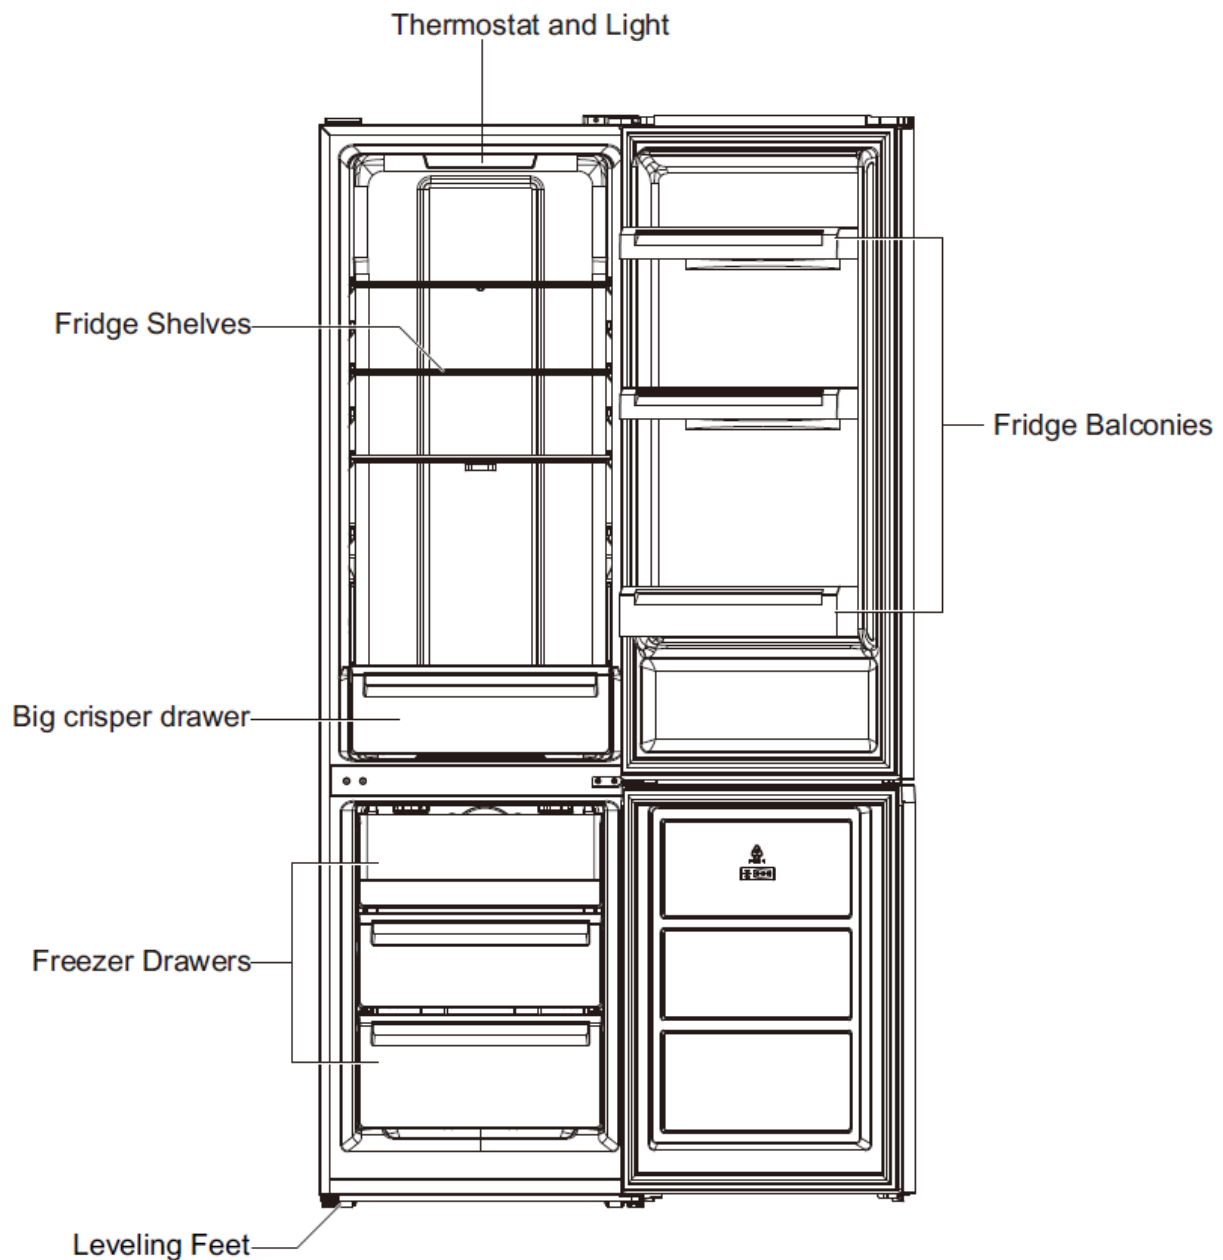 Thermostat and Light
Fridge Shelves
Fridge Balconies
Big crisper drawer
Freezer Drawers
Leveling Feet